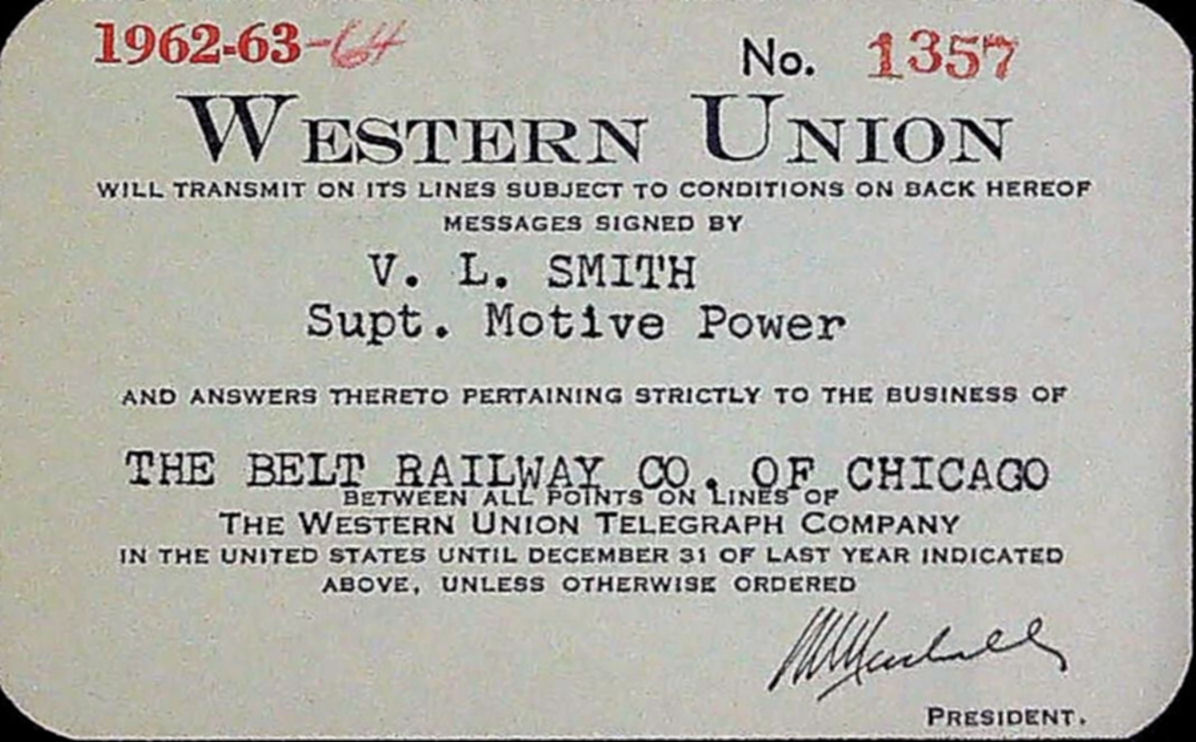 1962-63-64
No. 1357
WESTERN UNION
WILL TRANSMIT ON ITS LINES SUBJECT TO CONDITIONS ON BACK HEREOF
MESSAGES SIGNED BY
V. L. SMITH
Supt. Motive Power
AND ANSWERS THERETO PERTAINING STRICTLY TO THE BUSINESS OF
THE BELT RAILWAY CO. OF CHICAGO
BETWEEN ALL POINTS ON LINES OF
THE WESTERN UNION TELEGRAPH COMPANY
IN THE UNITED STATES UNTIL DECEMBER 31 OF LAST YEAR INDICATED
ABOVE, UNLESS OTHERWISE ORDERED
PRESIDENT.